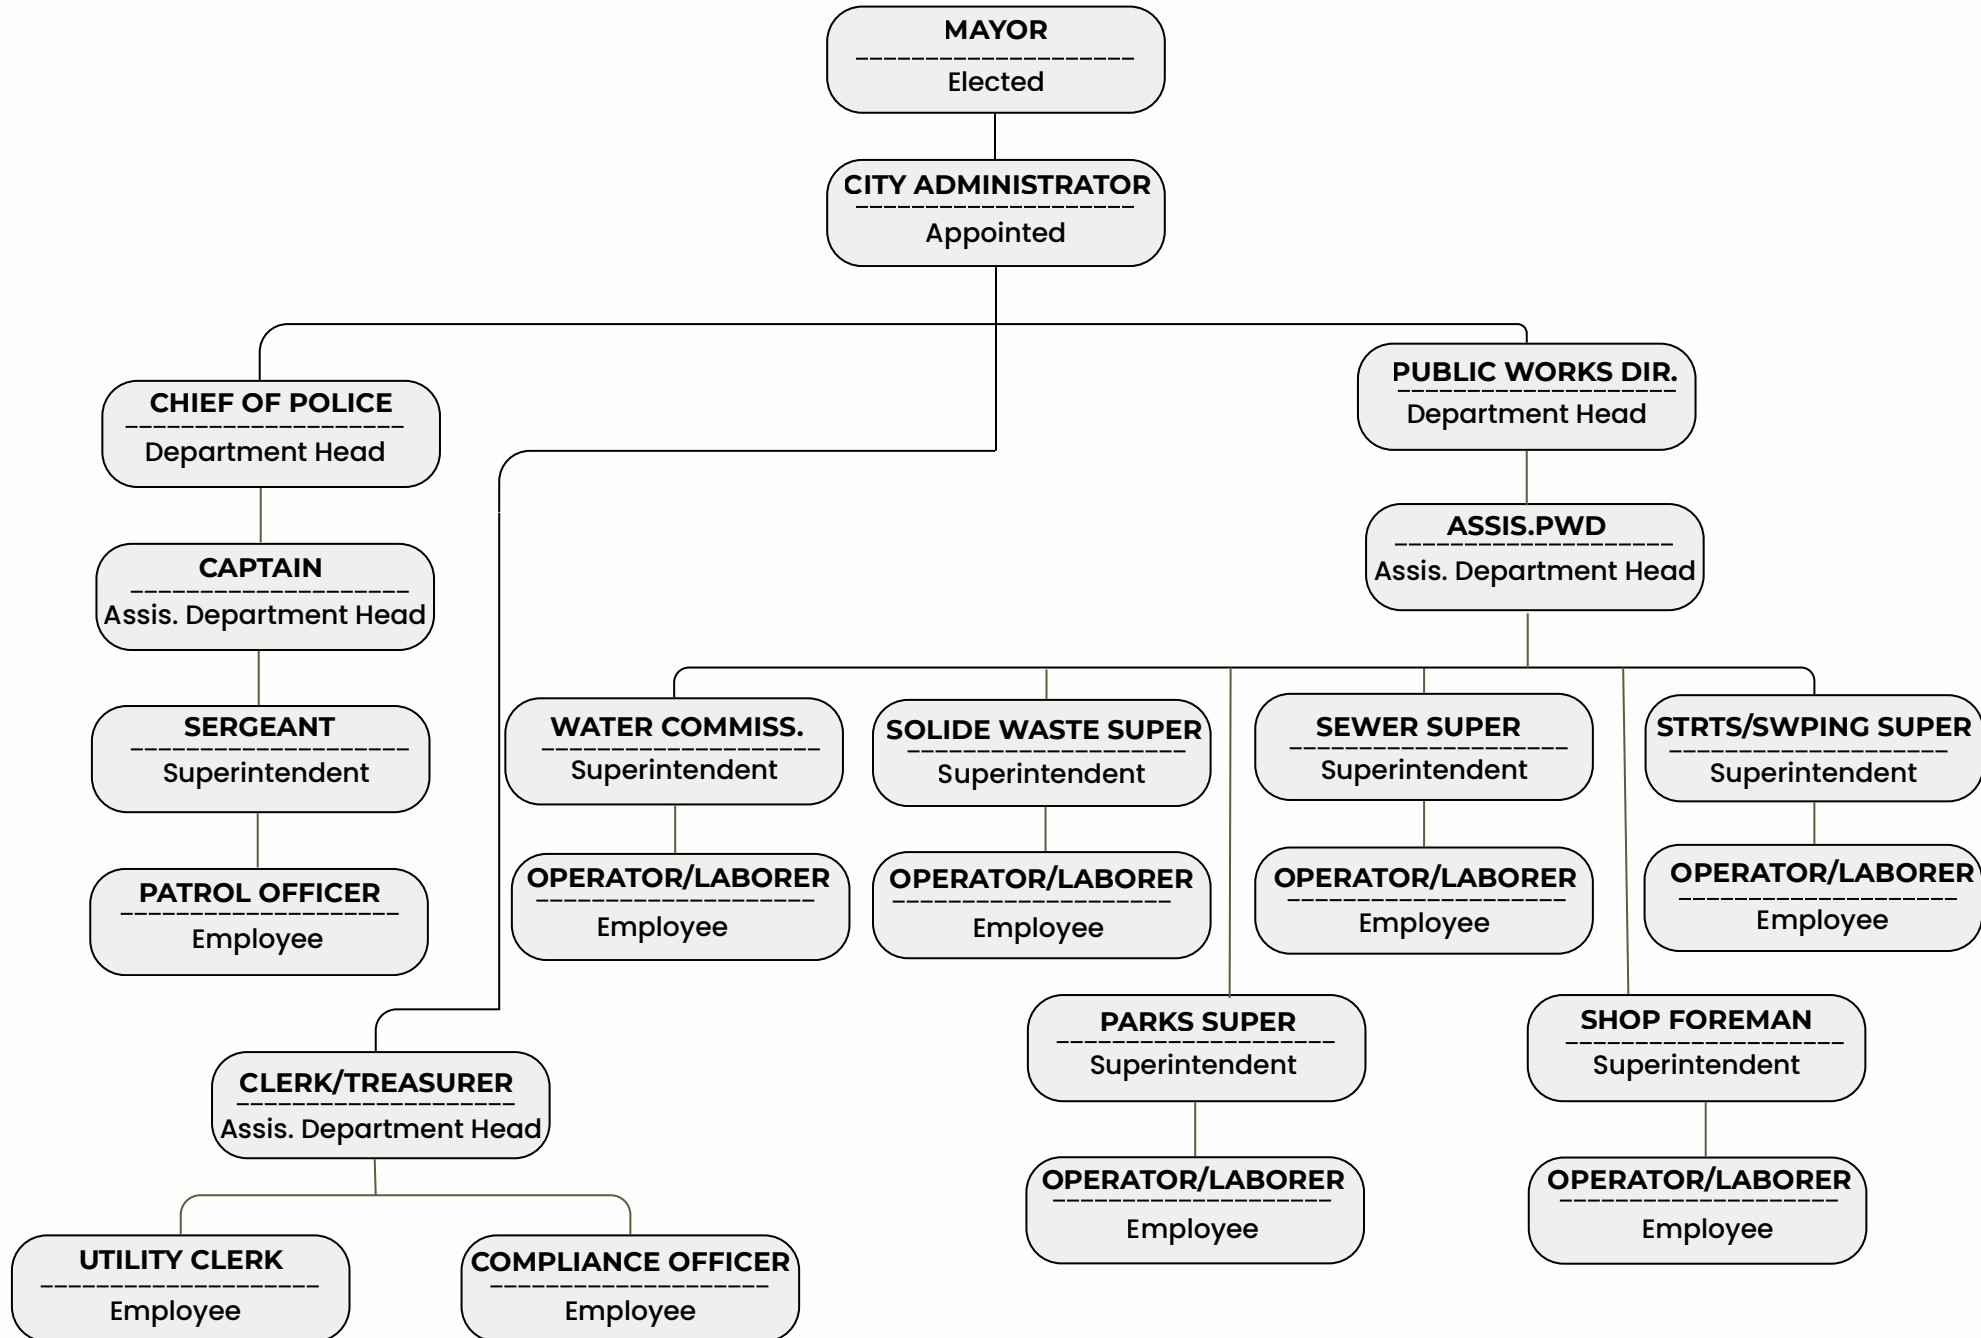 MAYOR
Elected
CITY ADMINISTRATOR
Appointed
CHIEF OF POLICE
Department Head
CAPTAIN
Assis. Department Head
SERGEANT
Superintendent
PATROL OFFICER
Employee
PUBLIC WORKS DIR.
Department Head
ASSIS.PWD
Assis. Department Head
WATER COMMISS.
Superintendent
OPERATOR/LABORER
Employee
SOLIDE WASTE SUPER
Superintendent
OPERATOR/LABORER
Employee
SEWER SUPER
Superintendent
OPERATOR/LABORER
Employee
STRTS/SWPING SUPER
Superintendent
OPERATOR/LABORER
Employee
PARKS SUPER
Superintendent
OPERATOR/LABORER
Employee
SHOP FOREMAN
Superintendent
OPERATOR/LABORER
Employee
CLERK/TREASURER
Assis. Department Head
UTILITY CLERK
Employee
COMPLIANCE OFFICER
Employee